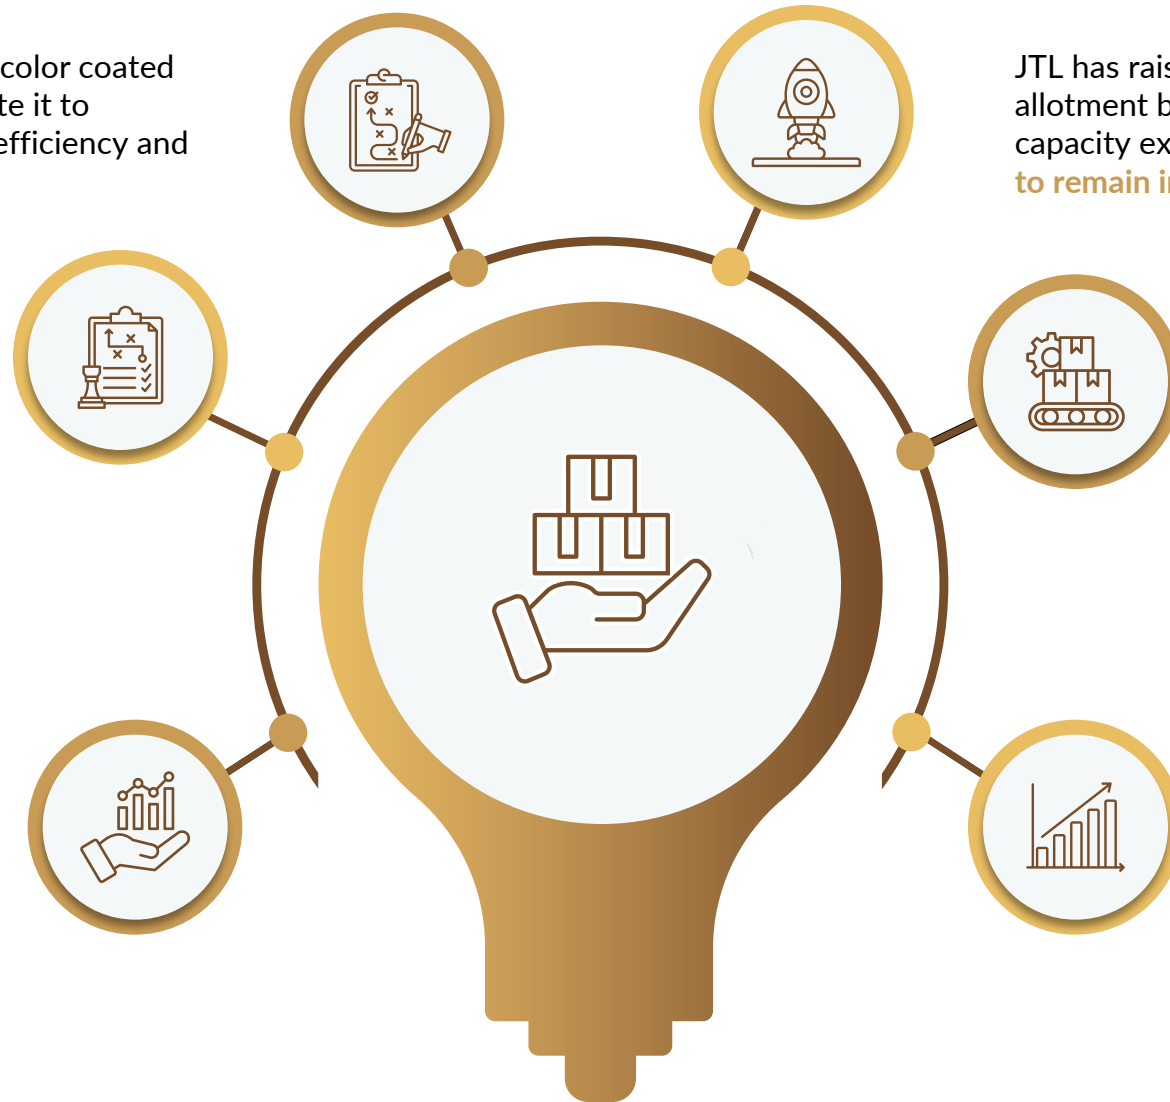 color coated
te it to
efficiency and
JTL has rais
allotment b
capacity ex
to remain i